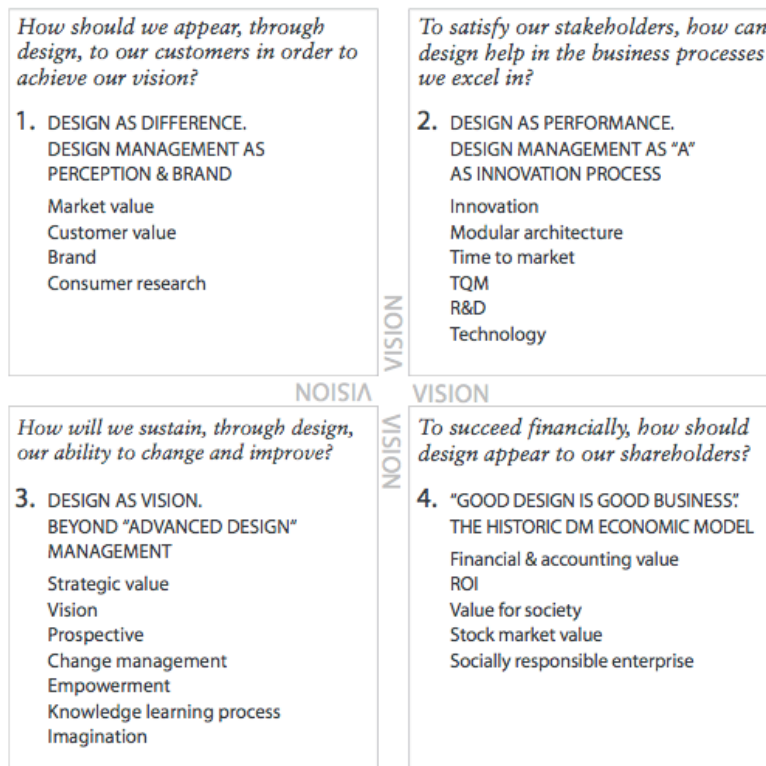 How should we appear, through
design, to our customers in order to
achieve our vision?
1. DESIGN AS DIFFERENCE.
DESIGN MANAGEMENT AS
PERCEPTION & BRAND
Market value
Customer value
Brand
Consumer research
To satisfy our stakeholders, how can
design help in the business processes
we excel in?
2. DESIGN AS PERFORMANCE.
DESIGN MANAGEMENT AS “A”
AS INNOVATION PROCESS
Innovation
Modular architecture
Time to market
TQM
R&D
Technology
VISION
VISION
VISION
VISION
How will we sustain, through design,
our ability to change and improve?
3. DESIGN AS VISION.
BEYOND “ADVANCED DESIGN”
MANAGEMENT
Strategic value
Vision
Prospective
Change management
Empowerment
Knowledge learning process
Imagination
To succeed financially, how should
design appear to our shareholders?
4. “GOOD DESIGN IS GOOD BUSINESS”.
THE HISTORIC DM ECONOMIC MODEL
Financial & accounting value
ROI
Value for society
Stock market value
Socially responsible enterprise